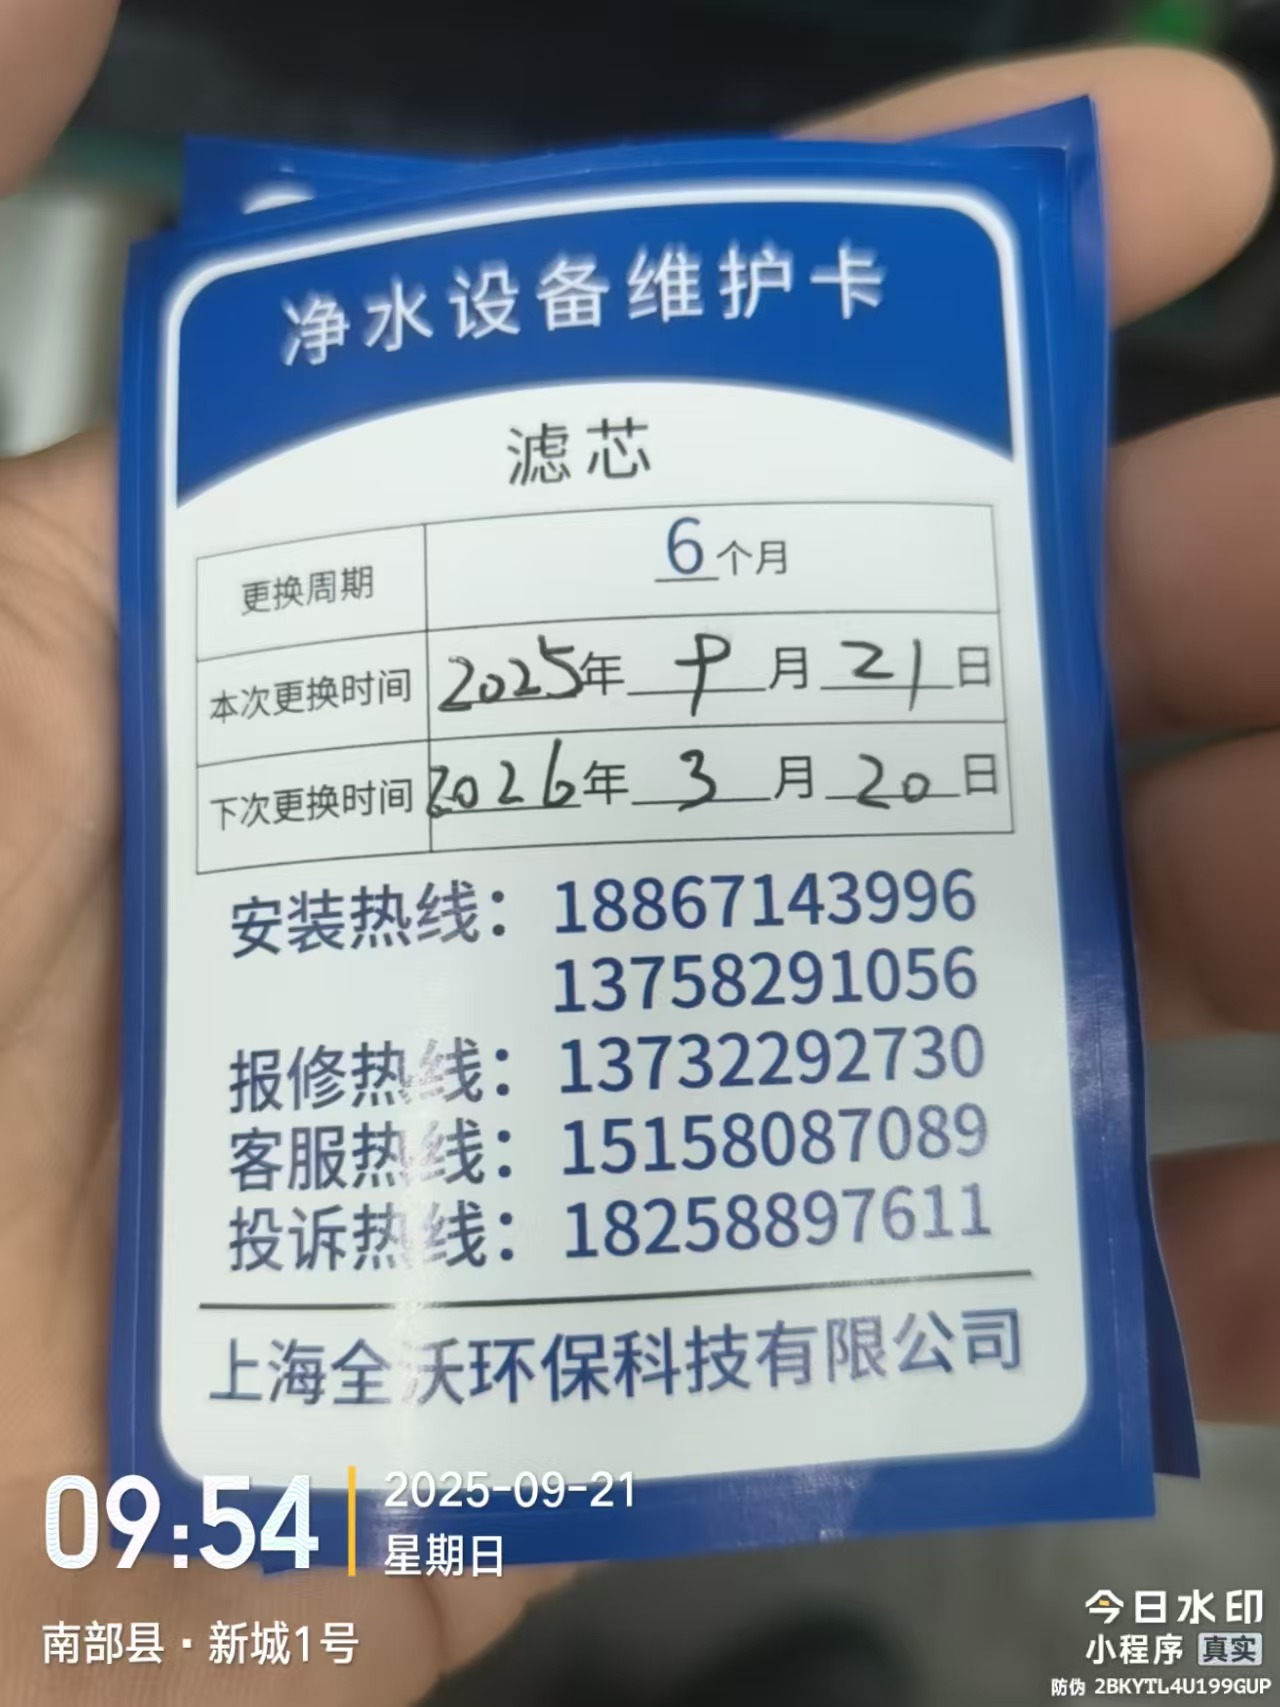 净水设备维护卡
滤芯
更换周期 6个月
本次更换时间 2025年 9月 21日
下次更换时间 2026年 3月 20日
安装热线：18867143996
13758291056
报修热线：13732292730
客服热线：15158087089
投诉热线：18258897611
上海全沃环保科技有限公司
09:54
2025-09-21
星期日
南部县·新城1号
今日水印
小程序 真实
防伪 2BKYTL4U199GUP